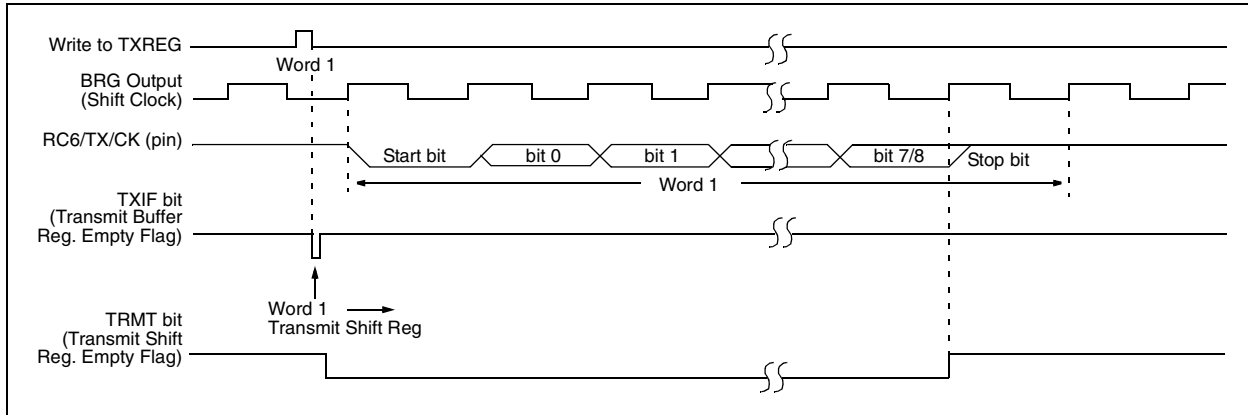 Write to TXREG
Word 1
BRG Output
(Shift Clock)
RC6/TX/CK (pin)
Start bit
bit 0
bit 1
bit 7/8
Stop bit
Word 1
TXIF bit
(Transmit Buffer
Reg. Empty Flag)
Word 1
Transmit Shift Reg
TRMT bit
(Transmit Shift
Reg. Empty Flag)